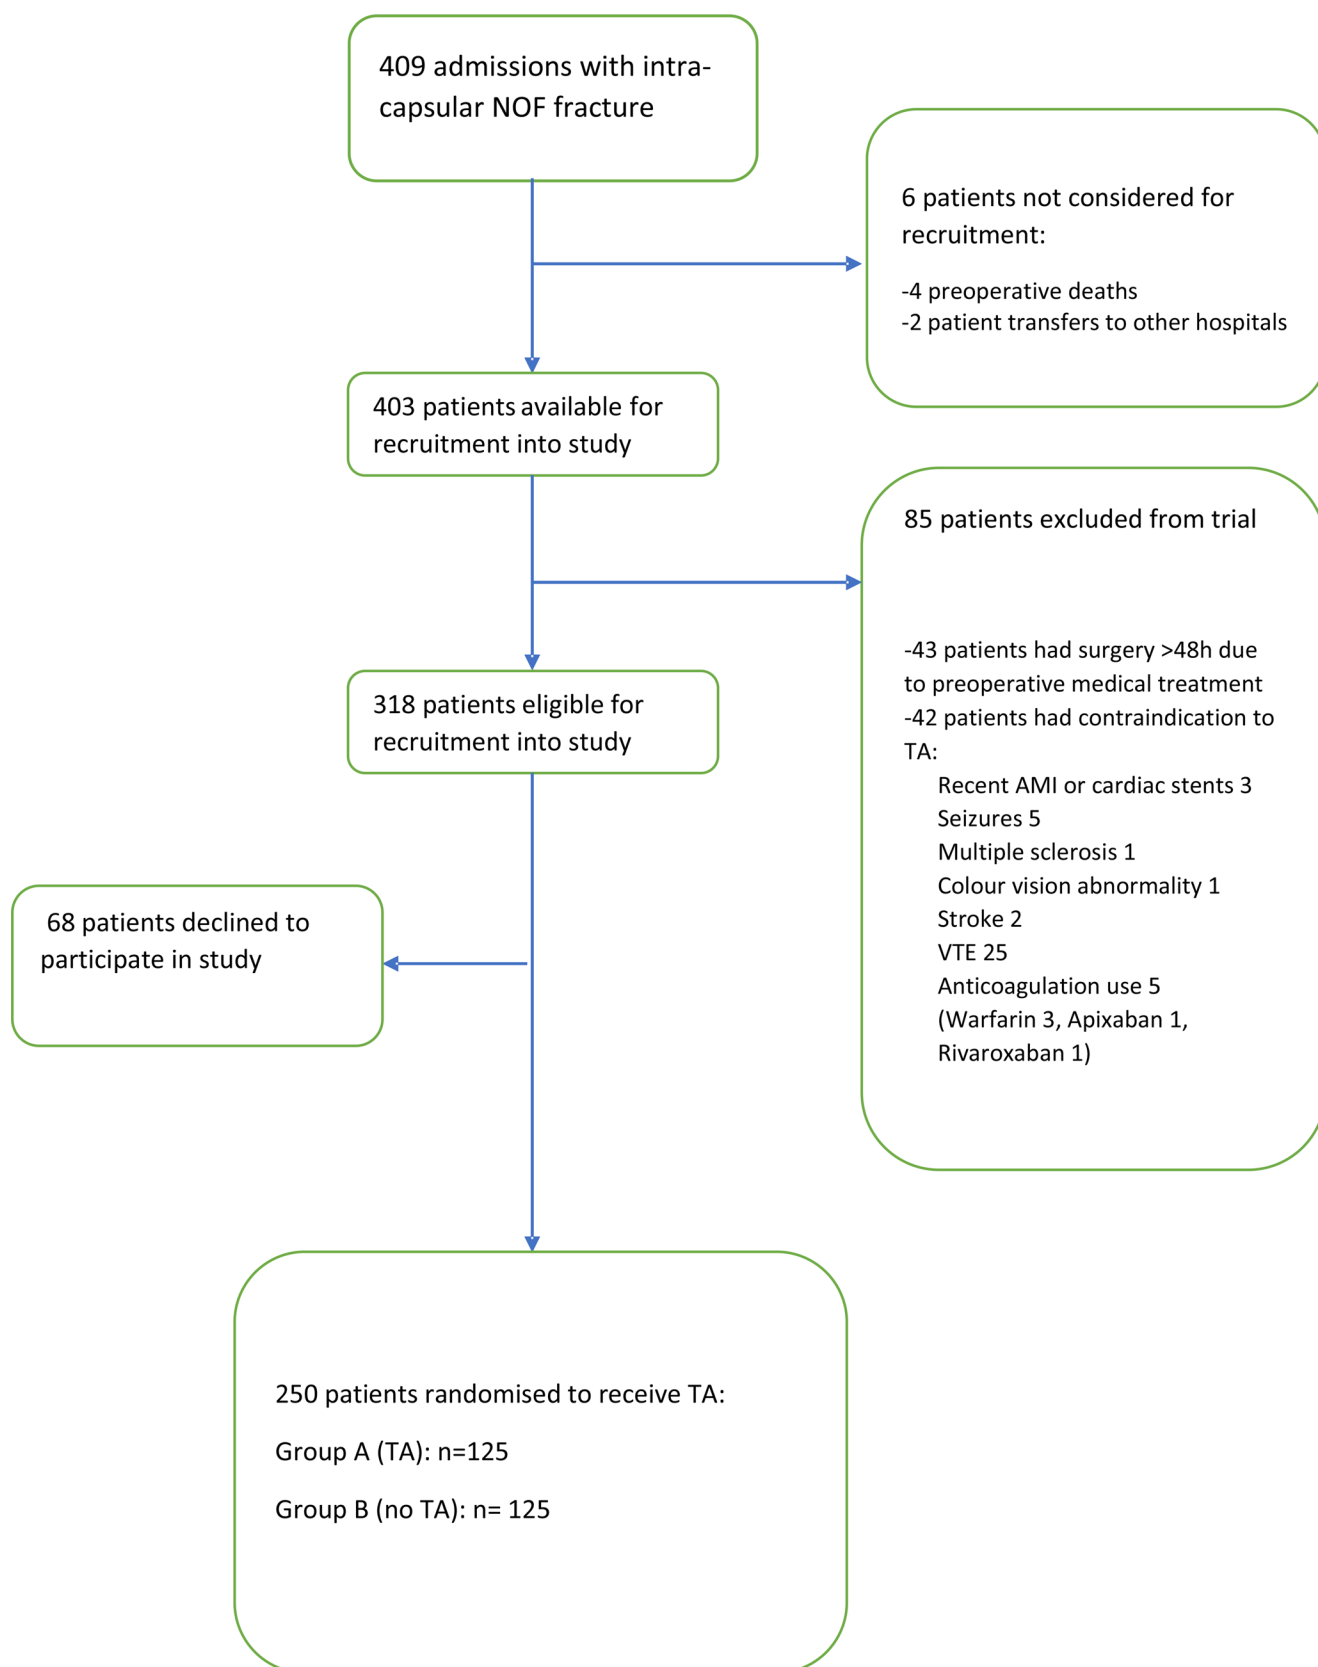 409 admissions with intra-
capsular NOF fracture
6 patients not considered for
recruitment:
-4 preoperative deaths
-2 patient transfers to other hospitals
403 patients available for
recruitment into study
85 patients excluded from trial
-43 patients had surgery >48h due
to preoperative medical treatment
-42 patients had contraindication to
TA:
Recent AMI or cardiac stents 3
Seizures 5
Multiple sclerosis 1
Colour vision abnormality 1
Stroke 2
VTE 25
Anticoagulation use 5
(Warfarin 3, Apixaban 1,
Rivaroxaban 1)
318 patients eligible for
recruitment into study
68 patients declined to
participate in study
250 patients randomised to receive TA:
Group A (TA): n=125
Group B (no TA): n= 125